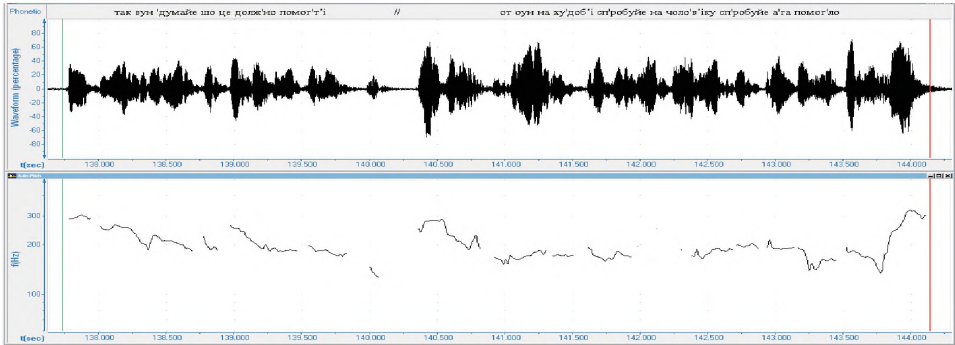 Phonetic так вун 'думайе шо це долж'но помог'т'і // от оун на ху'доб'і сп'робуйе на чоло'в'іку сп'робуйе а'га помог'ло
Waveform (percentage)
80
60
40
20
0
-20
-40
-60
-80
t(sec) 138.000 138.500 139.000 139.500 140.000 140.500 141.000 141.500 142.000 142.500 143.000 143.500 144.000
f(Hz)
300
200
100
t(sec) 138.000 138.500 139.000 139.500 140.000 140.500 141.000 141.500 142.000 142.500 143.000 143.500 144.000